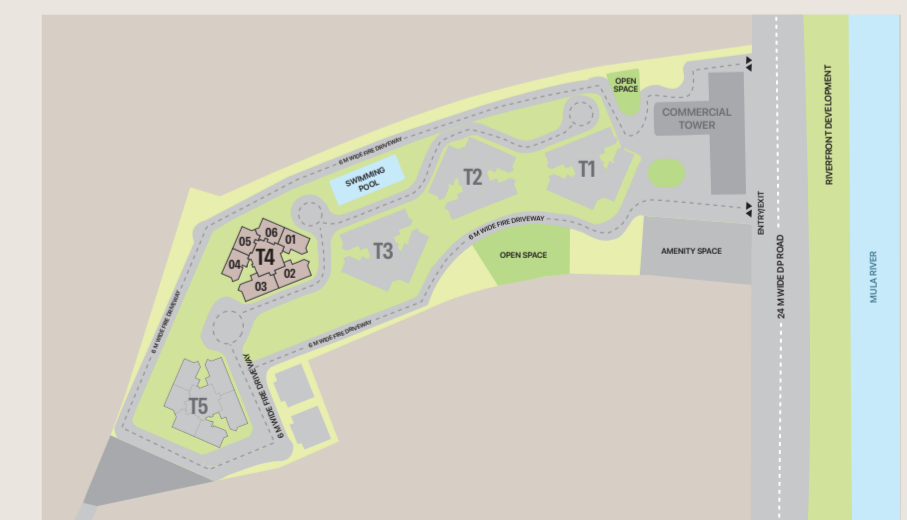 OPEN
SPACE
COMMERCIAL
TOWER
RIVERFRONT DEVELOPMENT
6 M WIDE FIRE DRIVEWAY
SWIMMING
POOL
T2
T1
ENTRY/EXIT
6 M WIDE FIRE DRIVEWAY
05
06
01
T4
04
02
03
T3
OPEN SPACE
AMENITY SPACE
24 M WIDE DP ROAD
MULA RIVER
6 M WIDE FIRE DRIVEWAY
6 M WIDE FIRE DRIVEWAY
6 M WIDE FIRE DRIVEWAY
T5